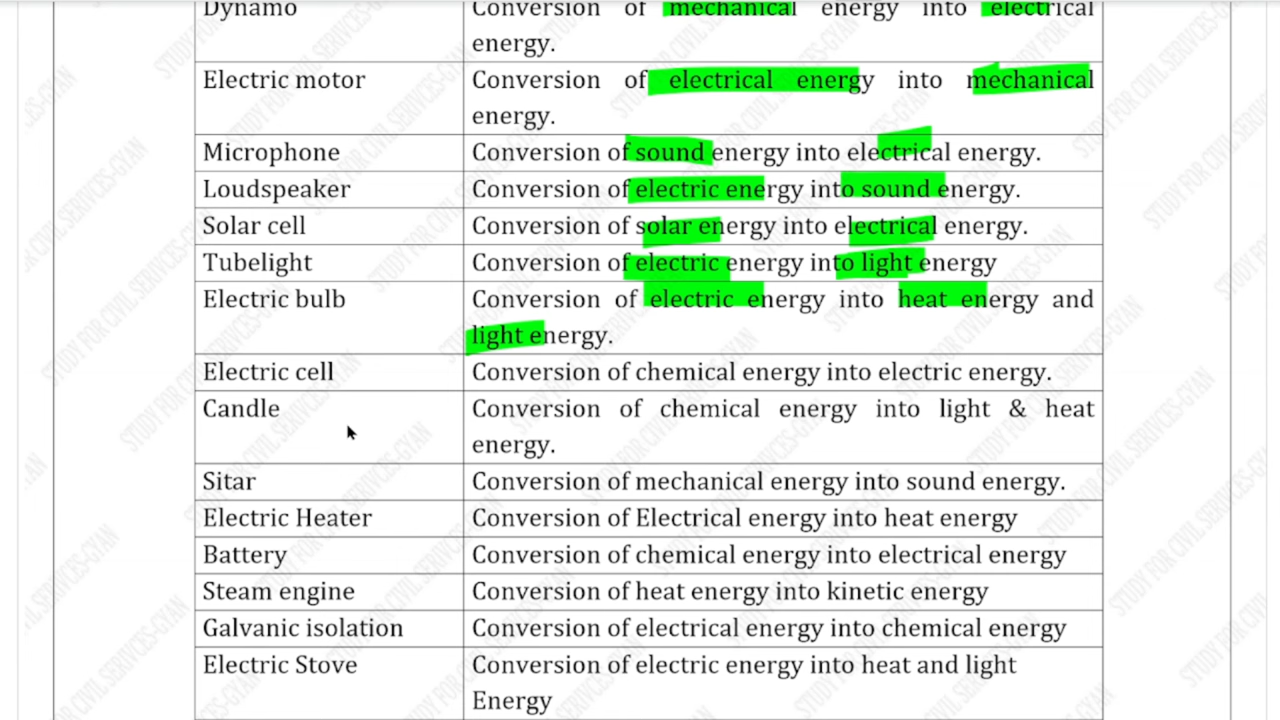 Dynamo Conversion of mechanical energy into electrical
energy.
Electric motor Conversion of electrical energy into mechanical
energy.
Microphone Conversion of sound energy into electrical energy.
Loudspeaker Conversion of electric energy into sound energy.
Solar cell Conversion of solar energy into electrical energy.
Tubelight Conversion of electric energy into light energy
Electric bulb Conversion of electric energy into heat energy and
light energy.
Electric cell Conversion of chemical energy into electric energy.
Candle Conversion of chemical energy into light & heat
energy.
Sitar Conversion of mechanical energy into sound energy.
Electric Heater Conversion of Electrical energy into heat energy
Battery Conversion of chemical energy into electrical energy
Steam engine Conversion of heat energy into kinetic energy
Galvanic isolation Conversion of electrical energy into chemical energy
Electric Stove Conversion of electric energy into heat and light
Energy